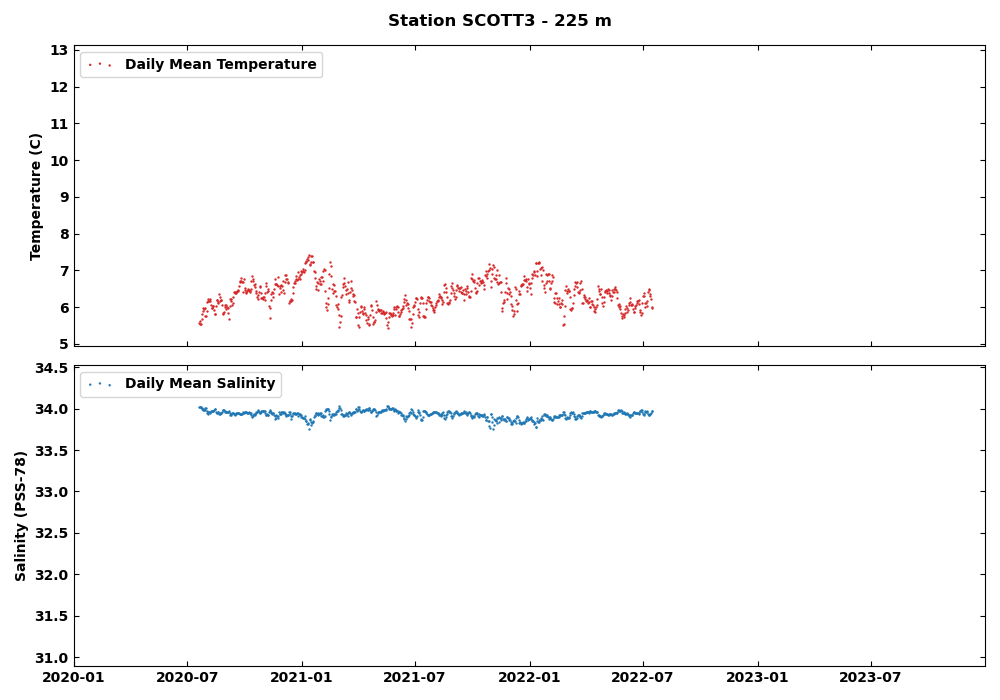 Station SCOTT3 - 225 m
Daily Mean Temperature
Temperature (C)
13
12
11
10
9
8
7
6
5
Daily Mean Salinity
Salinity (PSS-78)
34.5
34.0
33.5
33.0
32.5
32.0
31.5
31.0
2020-01 2020-07 2021-01 2021-07 2022-01 2022-07 2023-01 2023-07